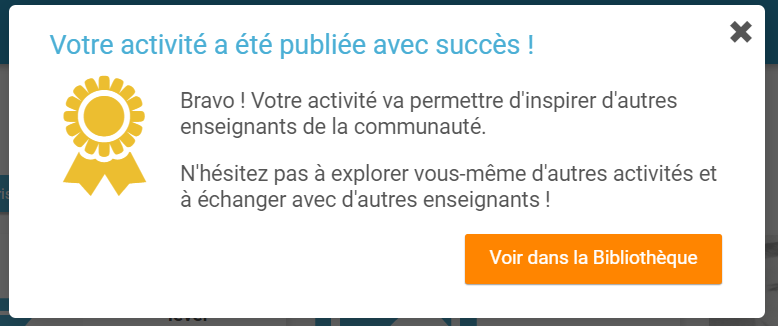 Votre activité a été publiée avec succès !
Bravo ! Votre activité va permettre d'inspirer d'autres
enseignants de la communauté.
N'hésitez pas à explorer vous-même d'autres activités et
à échanger avec d'autres enseignants !
Voir dans la Bibliothèque